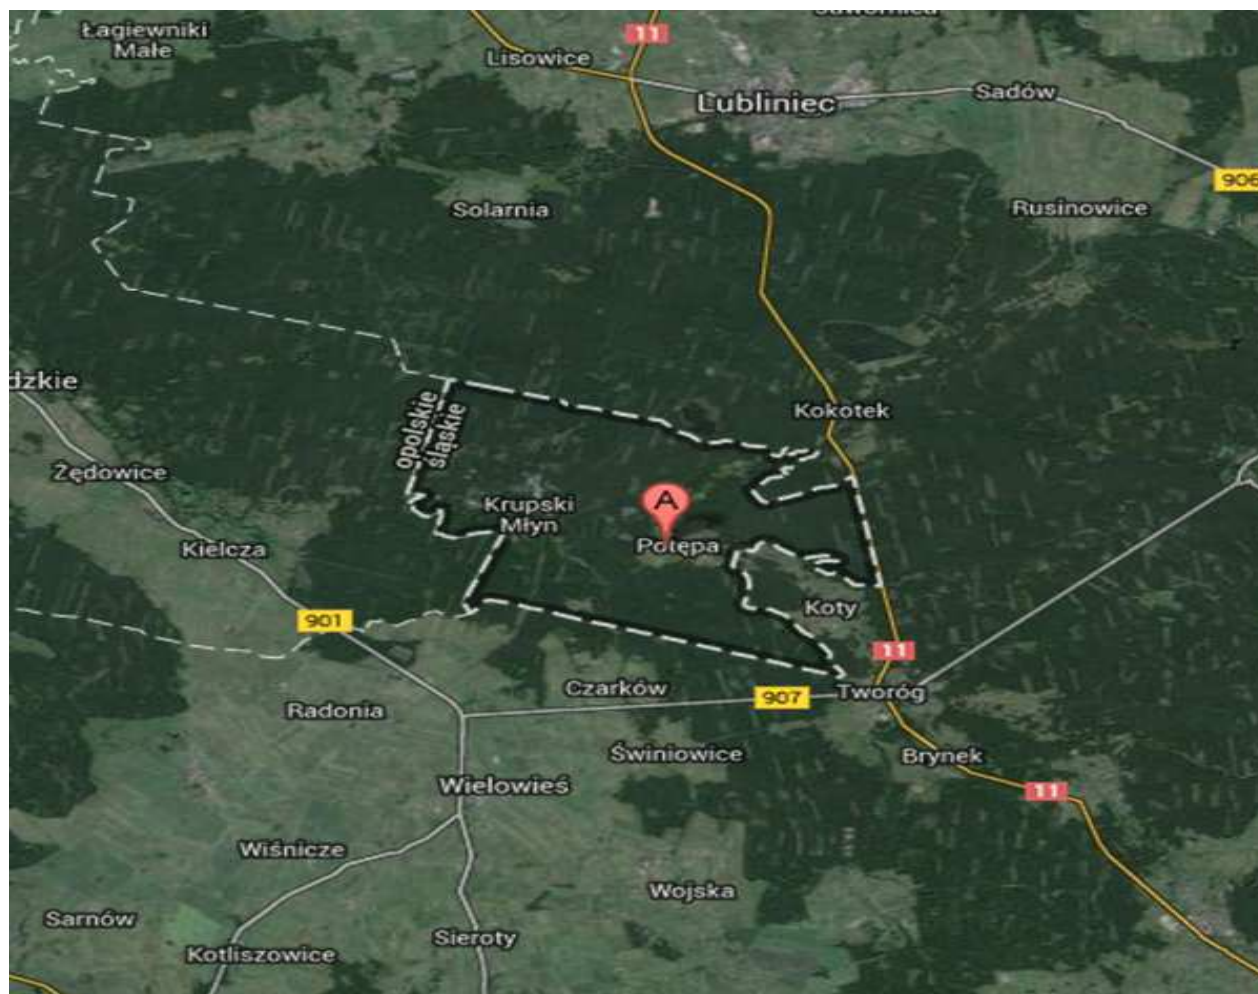 Łagiewniki
Małe
11
Lisowice
Lubliniec
Sadów
906
Solarnia
Rusinowice
dzkie
opolskie
śląskie
Kokotek
Żędowice
Krupski
Młyn
A
Potępa
Kielcza
Koty
901
11
Czarków
907
Tworóg
Radonia
Świniowice
Brynek
Wielowieś
11
Wiśnicze
Wojska
Sarnów
Sieroty
Kotliszowice